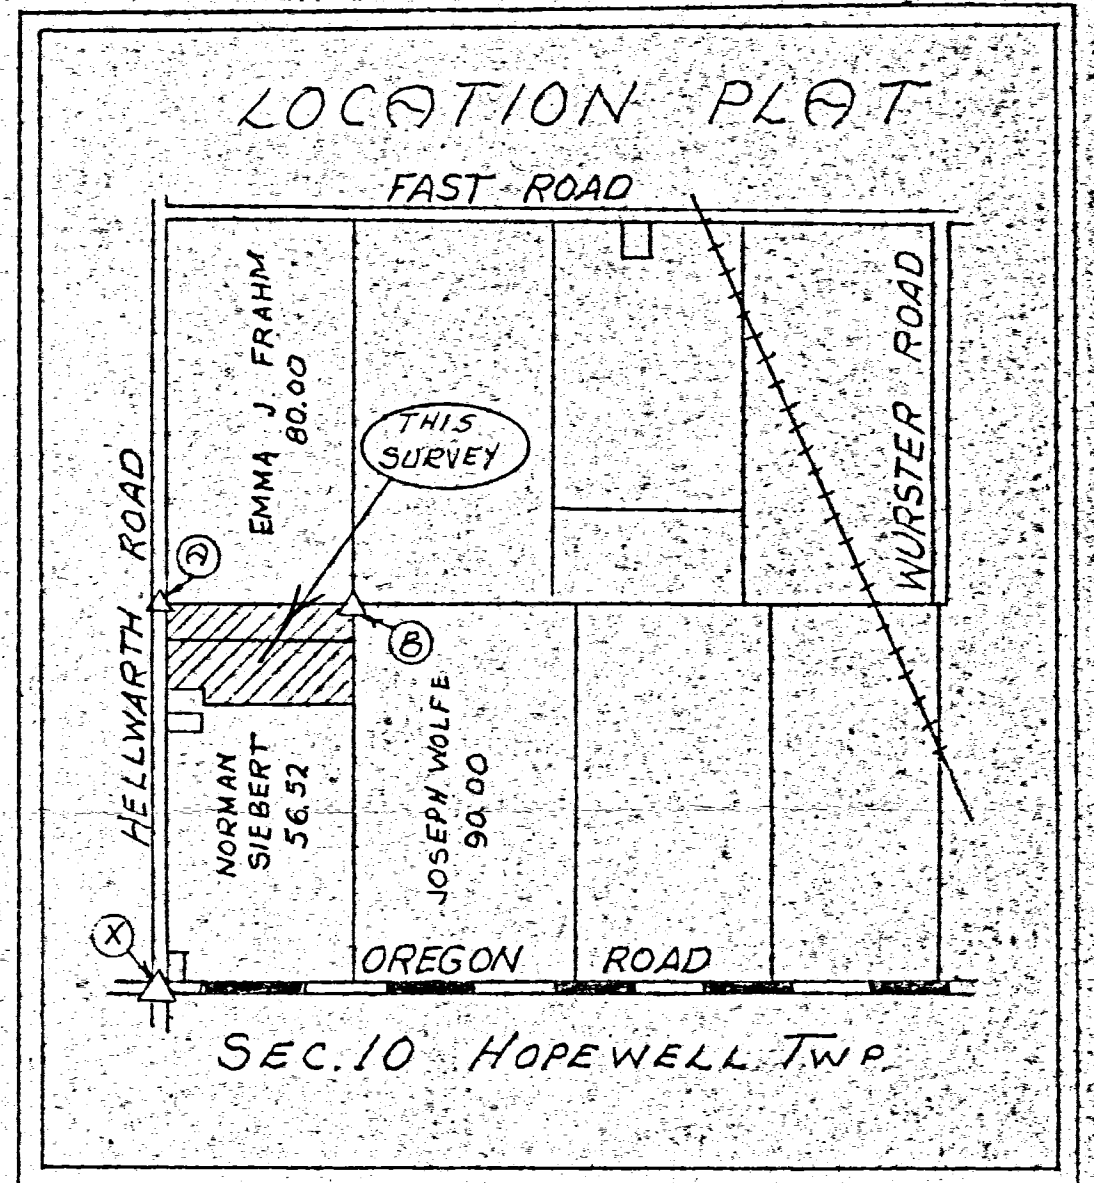 LOCATION PLAT
FAST ROAD
EMMA J. FRAHM
80.00
THIS
SURVEY
WURSTER ROAD
HELLWARTH ROAD
B
NORMAN
SIEBERT
56.52
JOSEPH WOLFE
90.00
X
OREGON ROAD
SEC. 10 HOPEWELL TWP.